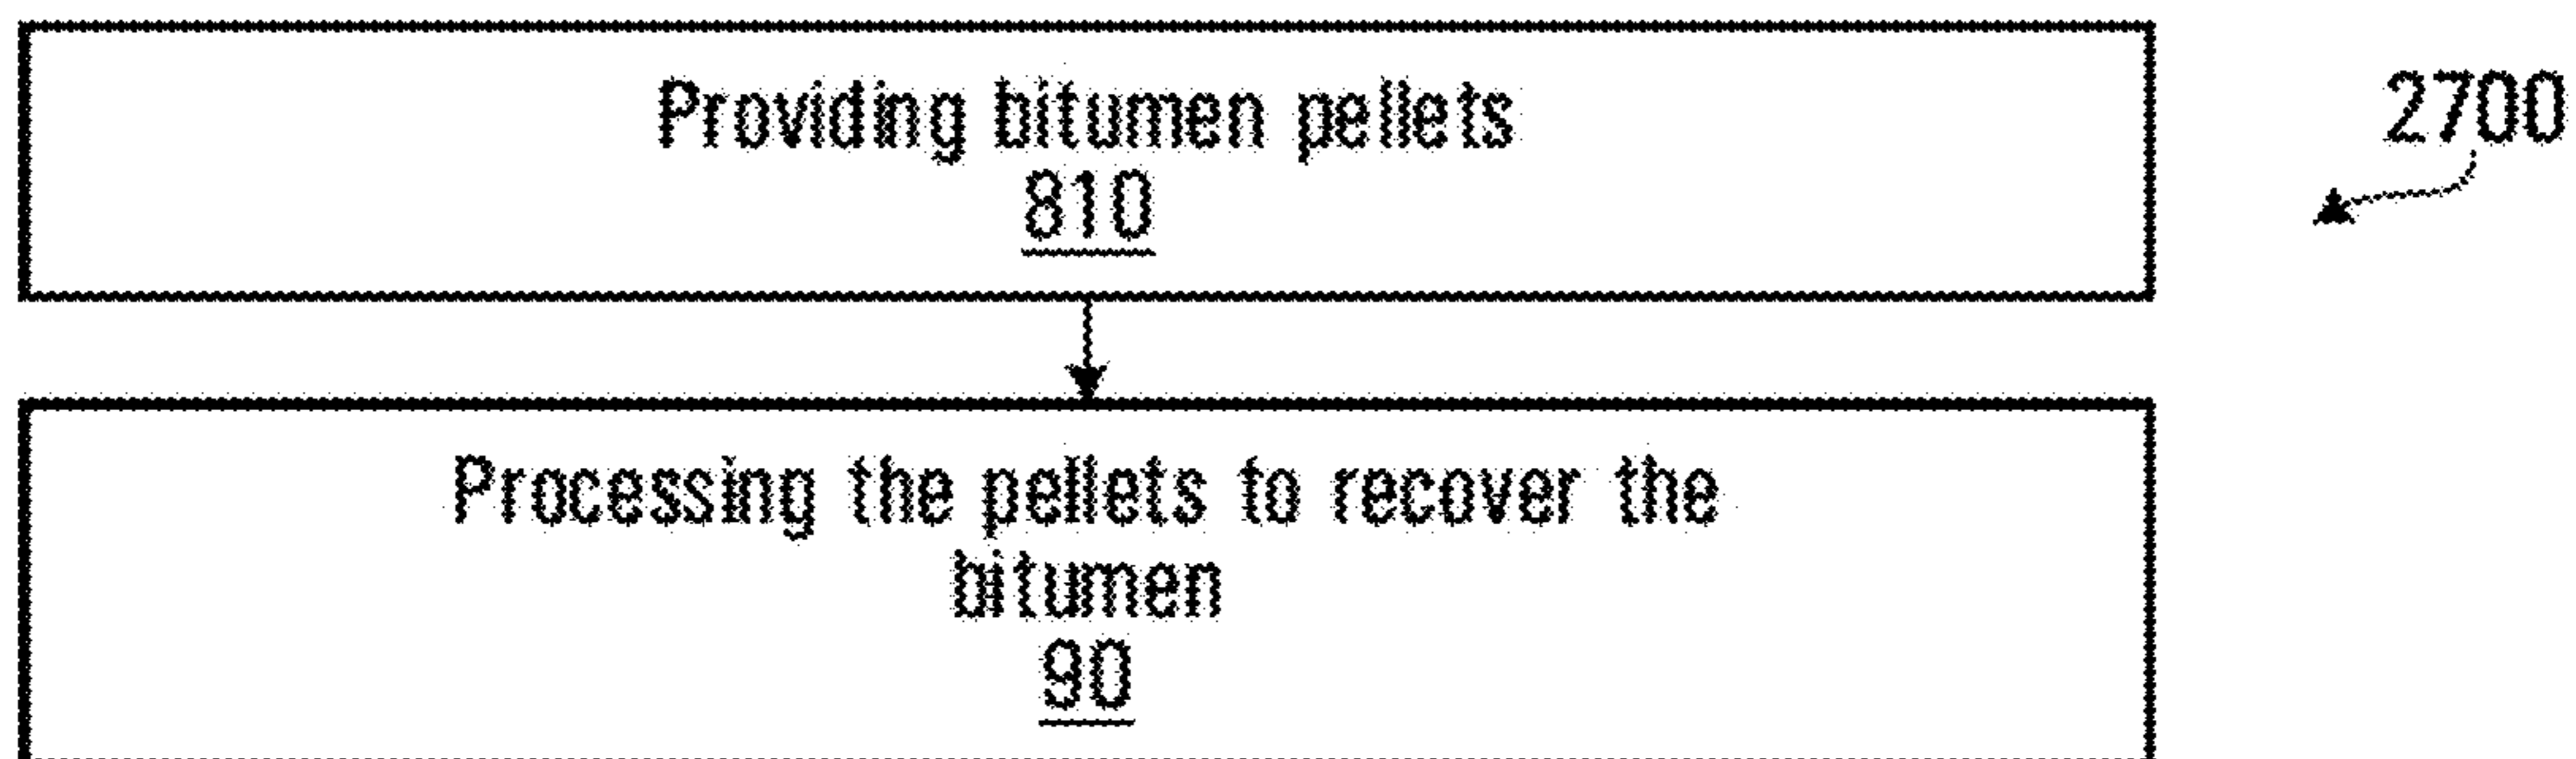 Providing bitumen pellets
810
2700
Processing the pellets to recover the
bitumen
90